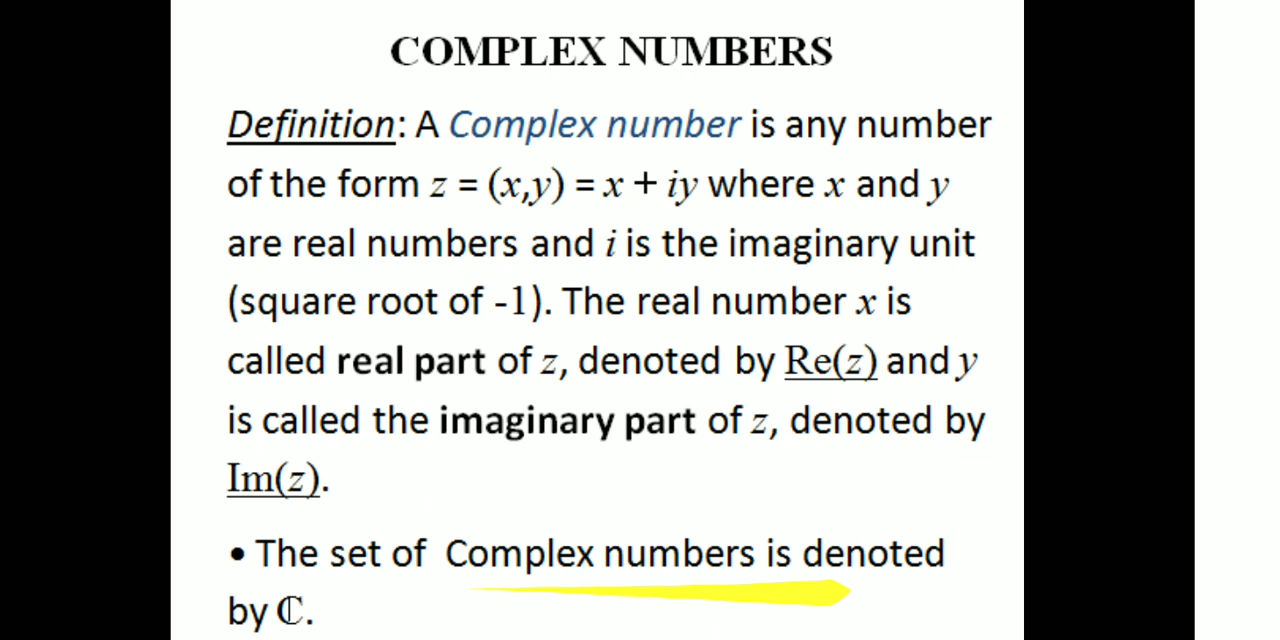 COMPLEX NUMBERS
Definition: A Complex number is any number
of the form z = (x,y) = x + iy where x and y
are real numbers and i is the imaginary unit
(square root of -1). The real number x is
called real part of z, denoted by Re(z) and y
is called the imaginary part of z, denoted by
Im(z).
• The set of Complex numbers is denoted
by ℂ.